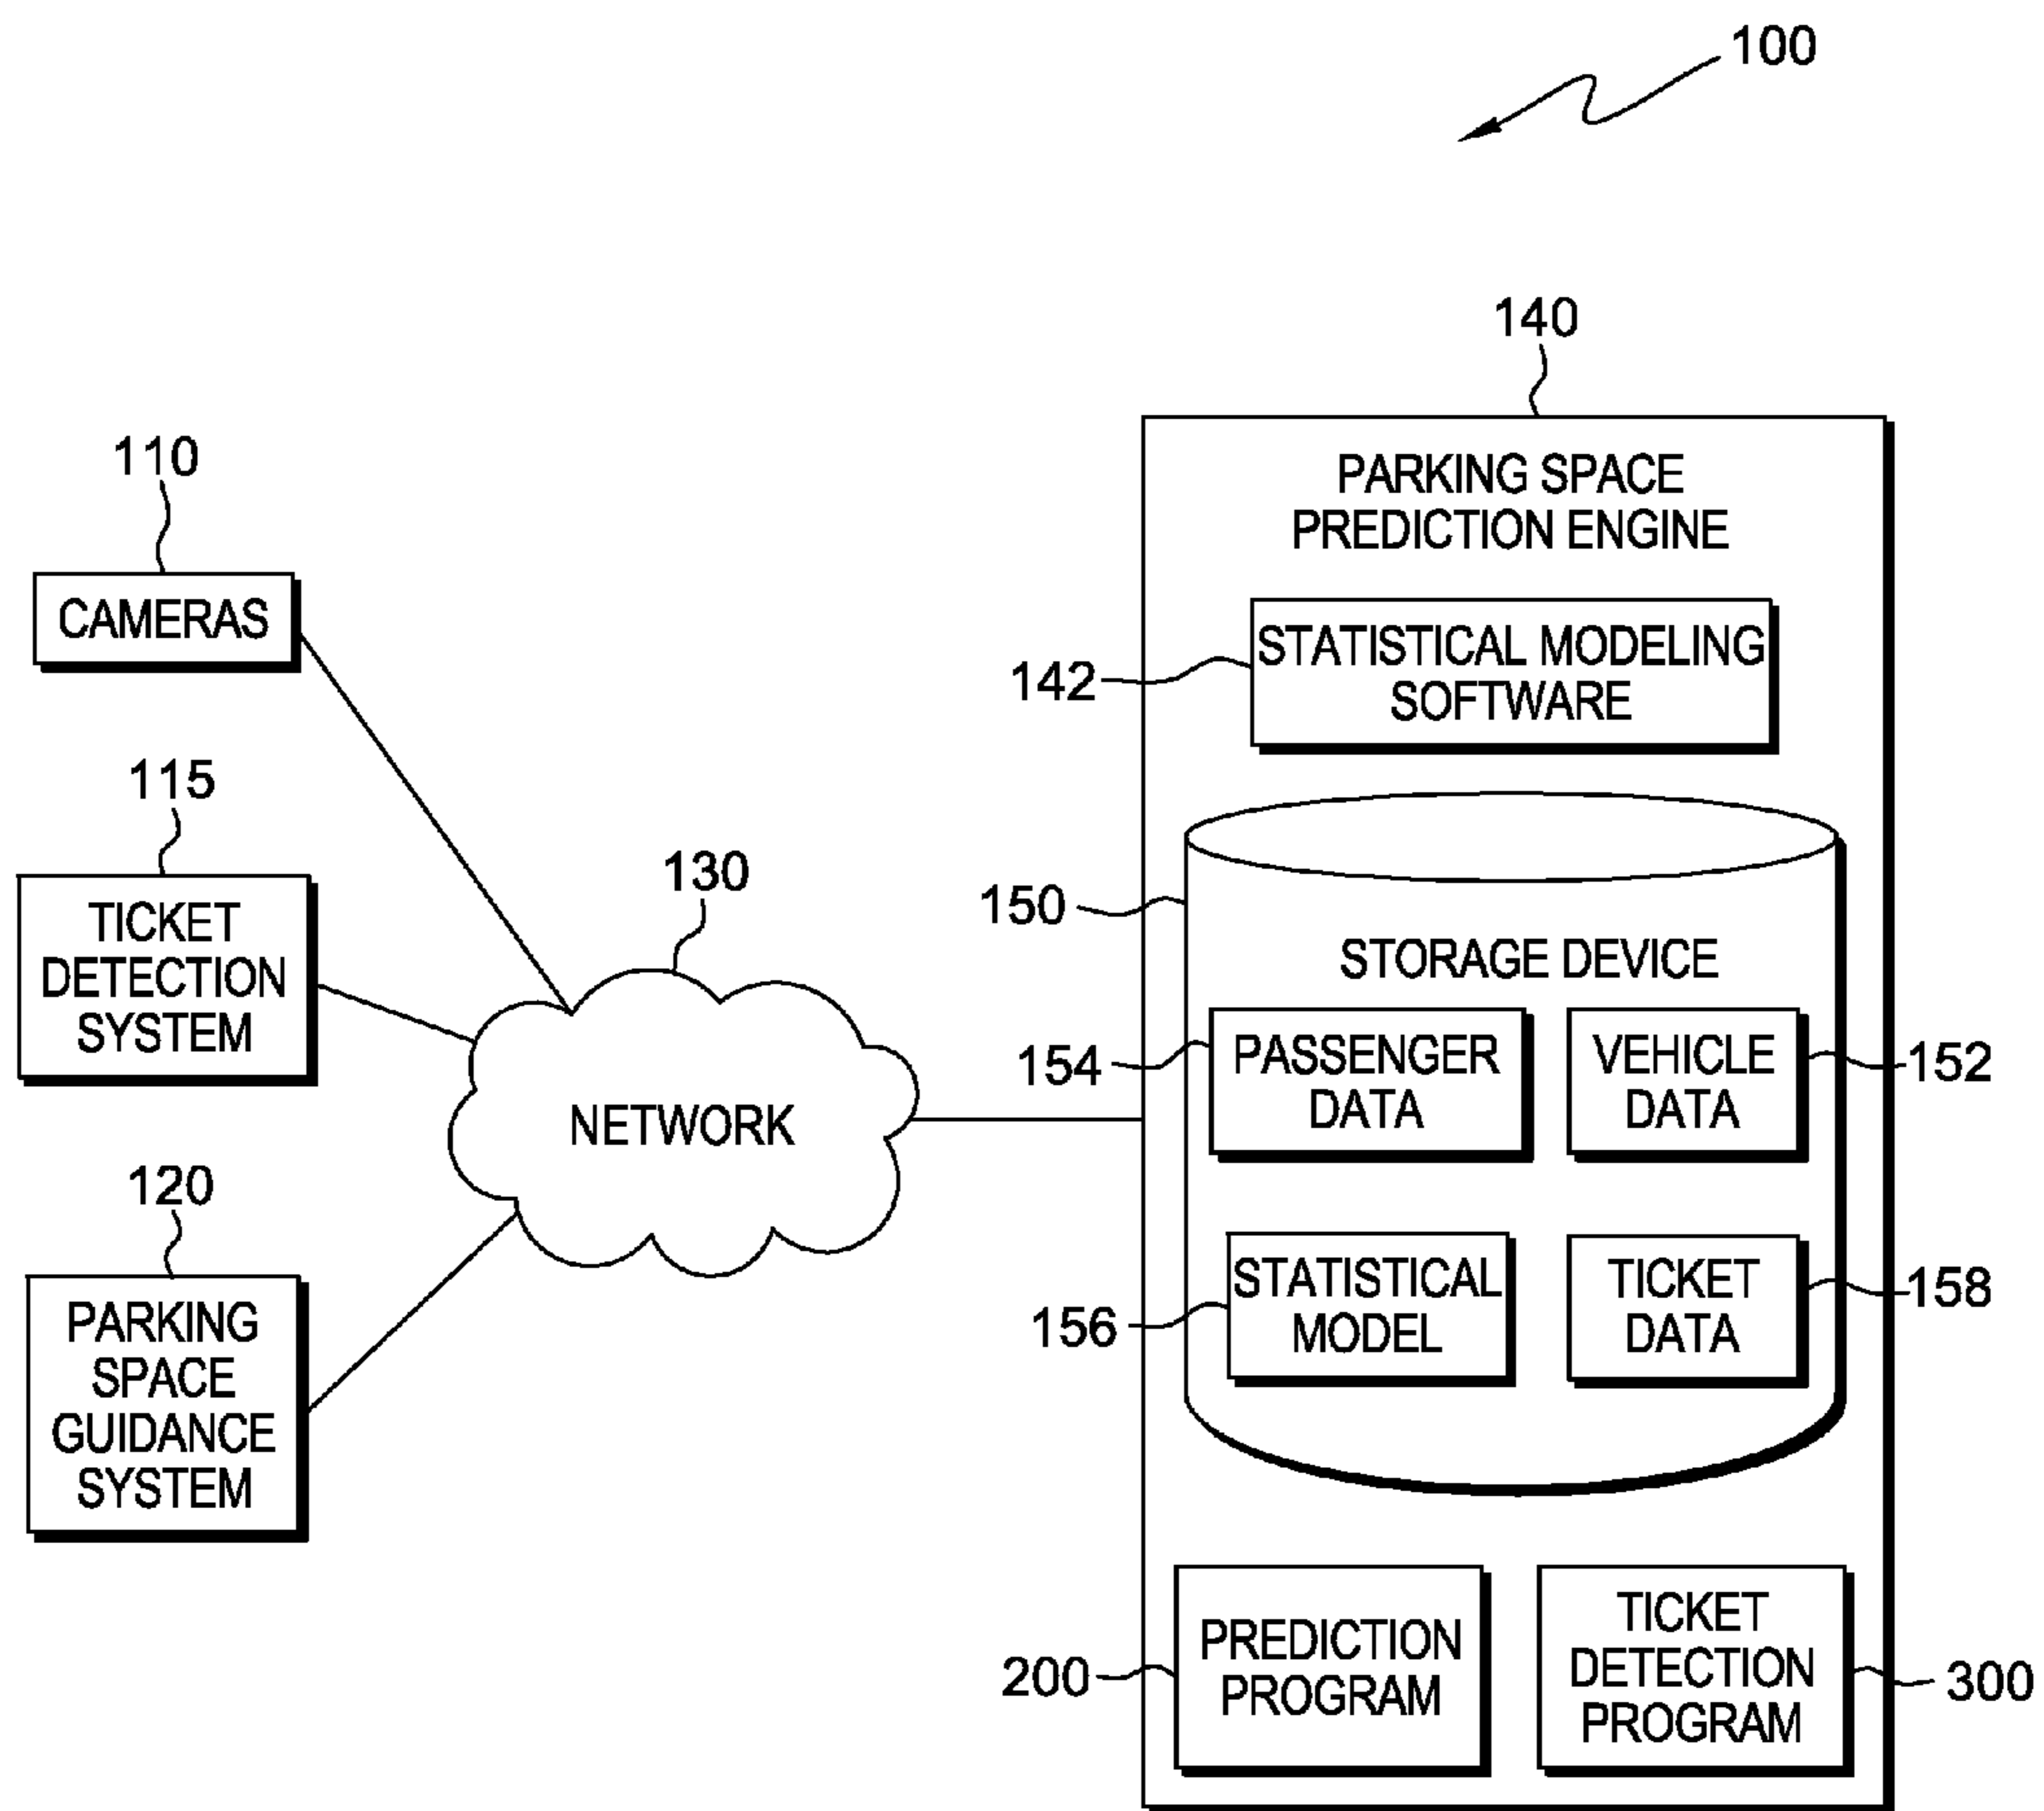 100
140
PARKING SPACE
PREDICTION ENGINE
110
CAMERAS
STATISTICAL MODELING
SOFTWARE
142
115
TICKET
DETECTION
SYSTEM
130
NETWORK
150
STORAGE DEVICE
154
PASSENGER
DATA
VEHICLE
DATA
152
120
PARKING
SPACE
GUIDANCE
SYSTEM
156
STATISTICAL
MODEL
TICKET
DATA
158
200
PREDICTION
PROGRAM
TICKET
DETECTION
PROGRAM
300